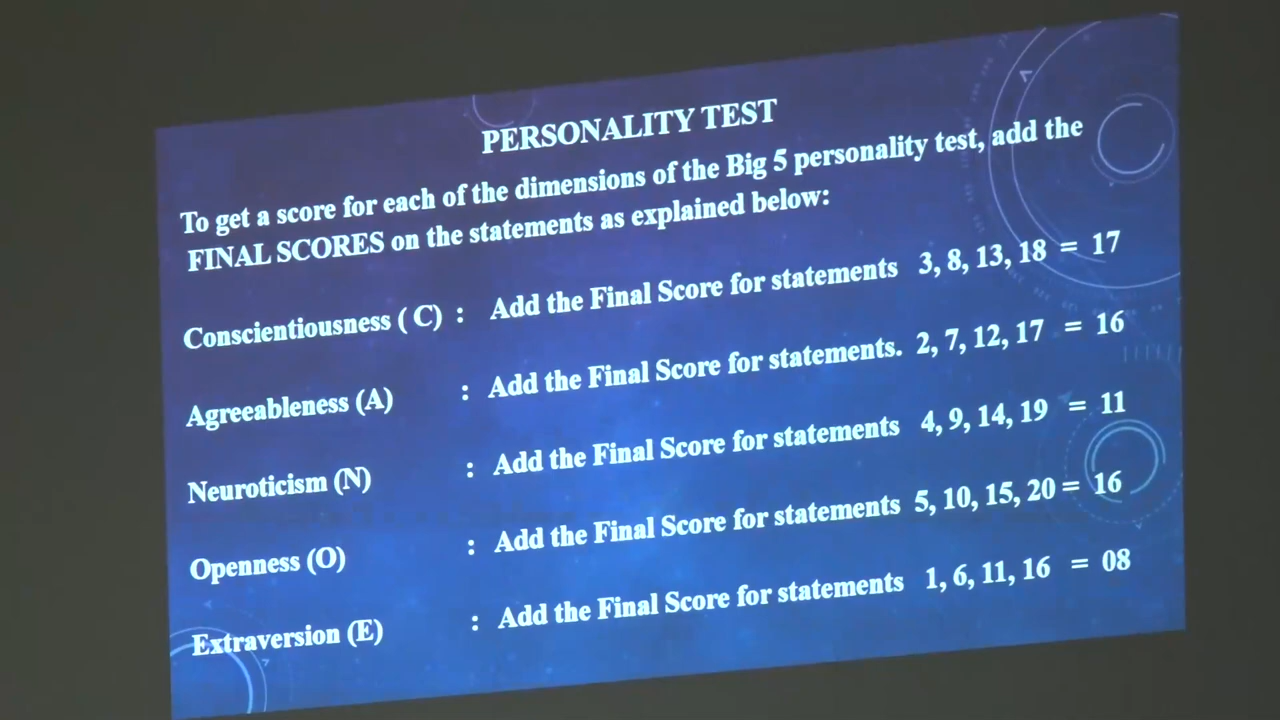 PERSONALITY TEST
To get a score for each of the dimensions of the Big 5 personality test, add the
FINAL SCORES on the statements as explained below:
Conscientiousness ( C) : Add the Final Score for statements 3, 8, 13, 18 = 17
Agreeableness (A) : Add the Final Score for statements. 2, 7, 12, 17 = 16
Neuroticism (N) : Add the Final Score for statements 4, 9, 14, 19 = 11
Openness (O) : Add the Final Score for statements 5, 10, 15, 20 = 16
Extraversion (E) : Add the Final Score for statements 1, 6, 11, 16 = 08